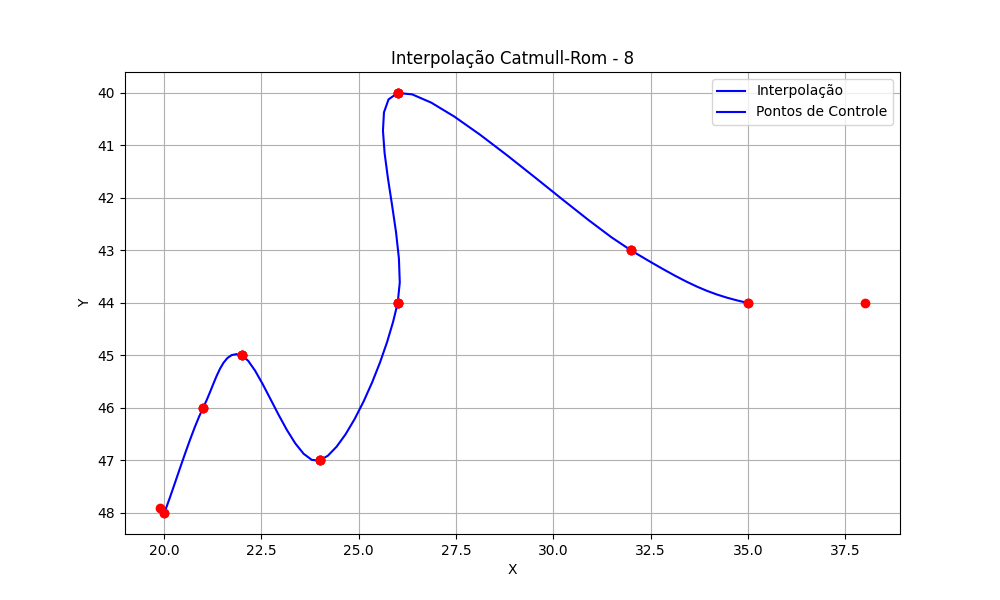 Interpolação Catmull-Rom - 8
Interpolação
Pontos de Controle
40
41
42
43
44
45
46
47
48
Y
20.0 22.5 25.0 27.5 30.0 32.5 35.0 37.5
X